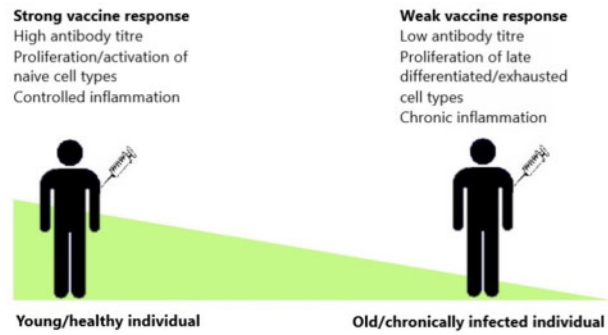 Strong vaccine response
High antibody titre
Proliferation/activation of
naive cell types
Controlled inflammation
Weak vaccine response
Low antibody titre
Proliferation of late
differentiated/exhausted
cell types
Chronic inflammation
Young/healthy individual
Old/chronically infected individual